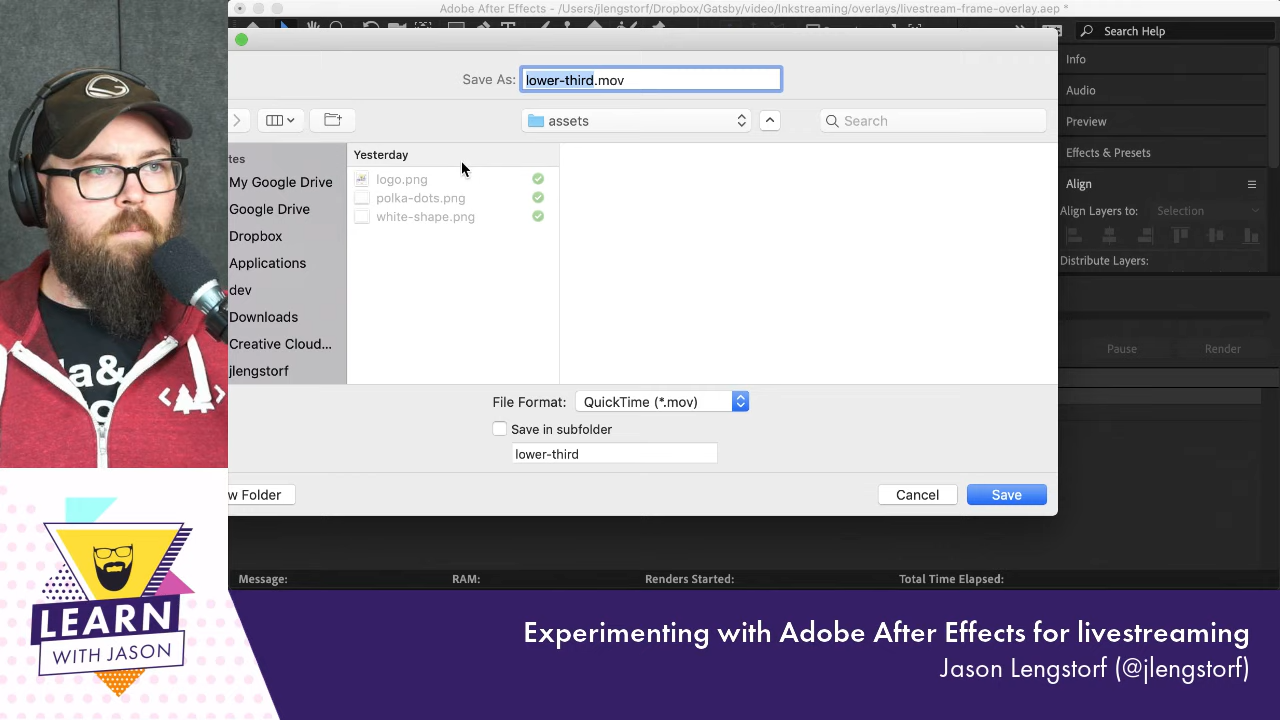 Adobe After Effects - /Users/jlengstorf/Dropbox/Gatsby/video/lnkstreaming/overlays/livestream-frame-overlay.aep *
Search Help
Save As: lower-third.mov
assets
Search
tes
My Google Drive
Google Drive
Dropbox
Applications
dev
Downloads
Creative Cloud...
jlengstorf
Yesterday
logo.png
polka-dots.png
white-shape.png
File Format: QuickTime (*.mov)
Save in subfolder
lower-third
w Folder
Cancel
Save
Info
Audio
Preview
Effects & Presets
Align
Align Layers to: Selection
Distribute Layers:
Pause
Render
Message:
RAM:
Renders Started:
Total Time Elapsed:
LEARN
WITH JASON
Experimenting with Adobe After Effects for livestreaming
Jason Lengstorf (@jlengstorf)